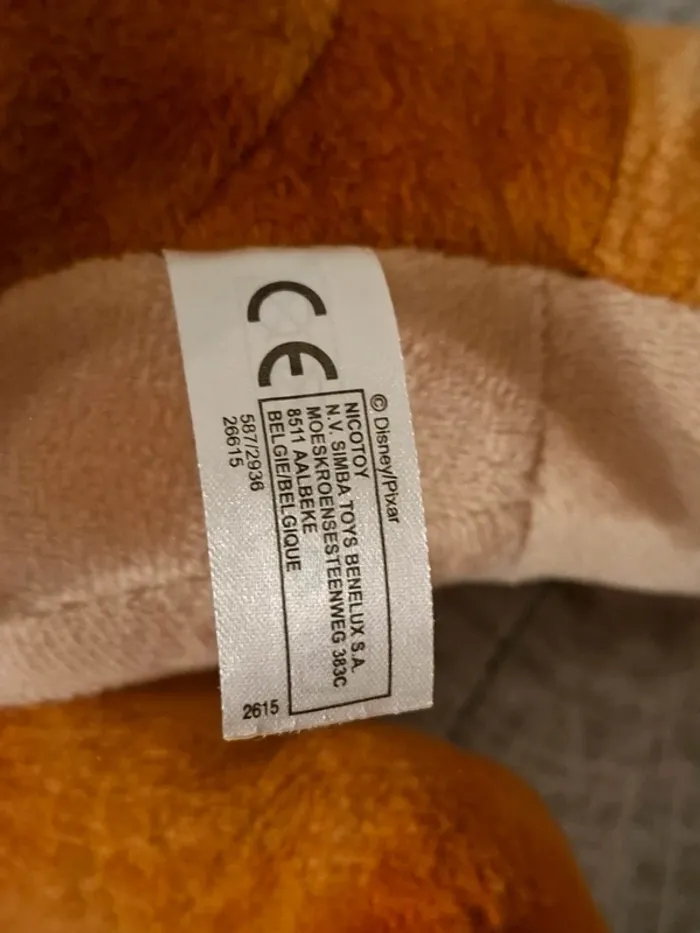 CE
© Disney/Pixar
NICOTOY
N.V. SIMBA TOYS BENELUX S.A.
MOESKROENSESTEENWEG 383C
8511 AALBEKE
BELGIE/BELGIQUE
587/2936
26615
2615